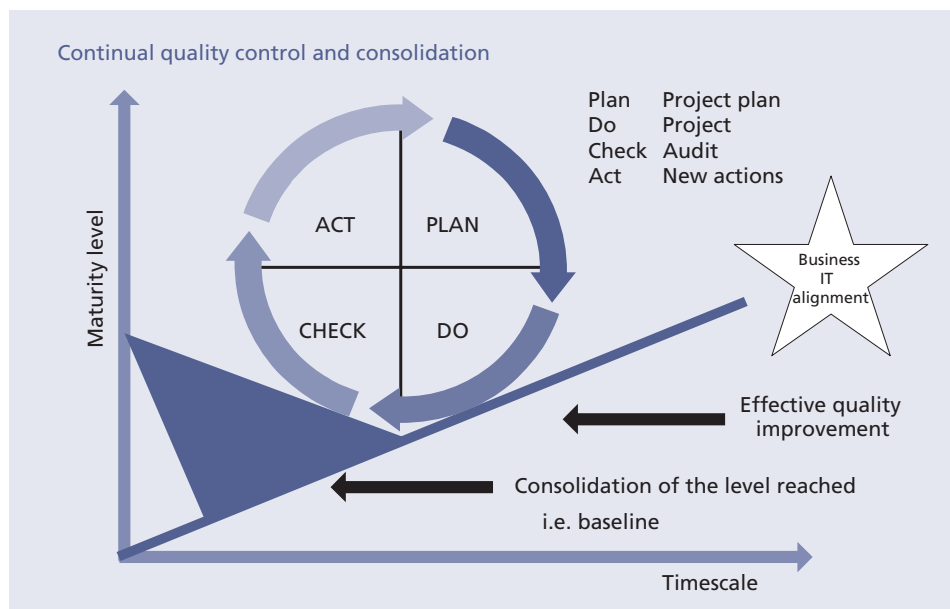 Continual quality control and consolidation
Plan Project plan
Do Project
Check Audit
Act New actions
Maturity level
ACT PLAN
CHECK DO
Business
IT
alignment
Effective quality
improvement
Consolidation of the level reached
i.e. baseline
Timescale